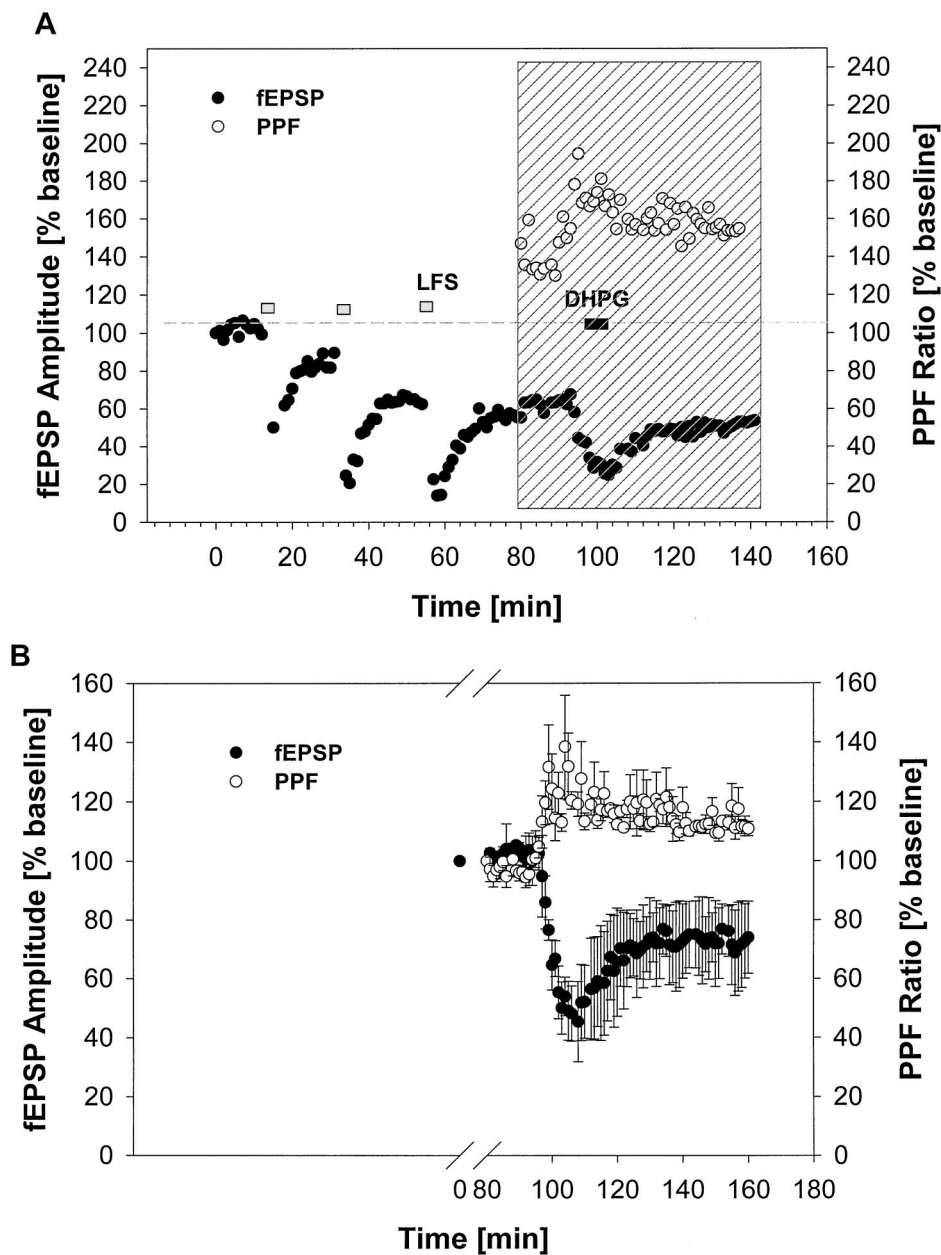 A
fEPSP
PPF
LFS
DHPG
fEPSP Amplitude [% baseline]
240
220
200
180
160
140
120
100
80
60
40
20
0
PPF Ratio [% baseline]
240
220
200
180
160
140
120
100
80
60
40
20
0
0 20 40 60 80 100 120 140 160
Time [min]
B
fEPSP
PPF
fEPSP Amplitude [% baseline]
160
140
120
100
80
60
40
20
0
PPF Ratio [% baseline]
160
140
120
100
80
60
40
20
0
0 80 100 120 140 160 180
Time [min]